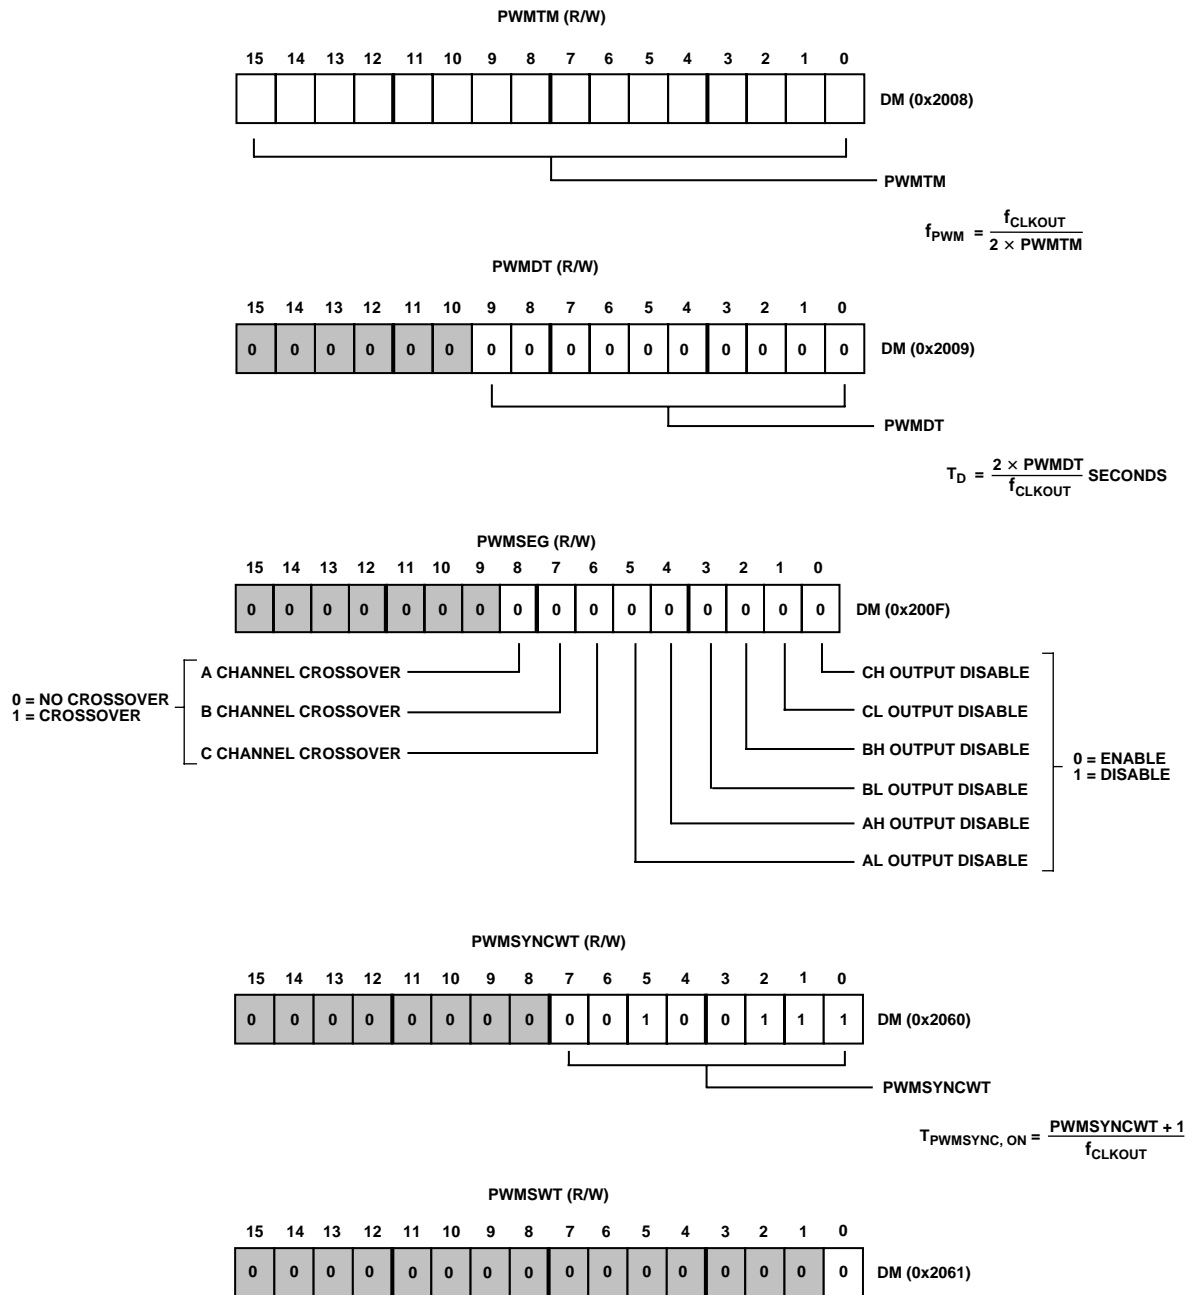 PWMTM (R/W)
15 14 13 12 11 10 9 8 7 6 5 4 3 2 1 0
DM (0x2008)
PWMTM
f_PWM = f_CLKOUT / 2 × PWMTM
PWMDT (R/W)
15 14 13 12 11 10 9 8 7 6 5 4 3 2 1 0
0 0 0 0 0 0 0 0 0 0 0 0 0 0 0 0 DM (0x2009)
PWMDT
T_D = 2 × PWMDT / f_CLKOUT SECONDS
PWMSEG (R/W)
15 14 13 12 11 10 9 8 7 6 5 4 3 2 1 0
0 0 0 0 0 0 0 0 0 0 0 0 0 0 0 0 DM (0x200F)
0 = NO CROSSOVER
1 = CROSSOVER
A CHANNEL CROSSOVER
B CHANNEL CROSSOVER
C CHANNEL CROSSOVER
CH OUTPUT DISABLE
CL OUTPUT DISABLE
BH OUTPUT DISABLE
BL OUTPUT DISABLE
AH OUTPUT DISABLE
AL OUTPUT DISABLE
0 = ENABLE
1 = DISABLE
PWMSYNCWT (R/W)
15 14 13 12 11 10 9 8 7 6 5 4 3 2 1 0
0 0 0 0 0 0 0 0 0 0 1 0 0 1 1 1 DM (0x2060)
PWMSYNCWT
T_PWMSYNC, ON = PWMSYNCWT + 1 / f_CLKOUT
PWMSWT (R/W)
15 14 13 12 11 10 9 8 7 6 5 4 3 2 1 0
0 0 0 0 0 0 0 0 0 0 0 0 0 0 0 0 DM (0x2061)